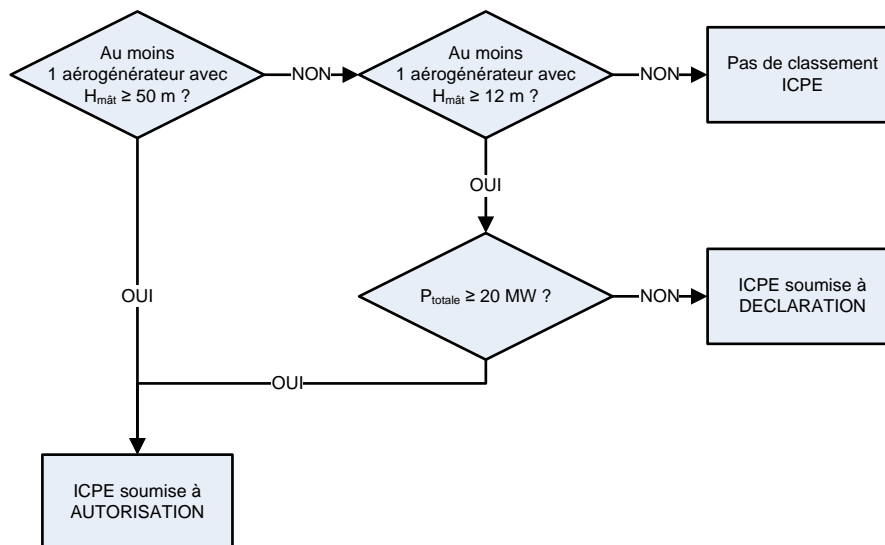 Au moins
1 aérogénérateur avec
Hmât ≥ 50 m ?
NON
Au moins
1 aérogénérateur avec
Hmât ≥ 12 m ?
NON
Pas de classement
ICPE
OUI
OUI
Ptotale ≥ 20 MW ?
NON
ICPE soumise à
DECLARATION
OUI
ICPE soumise à
AUTORISATION